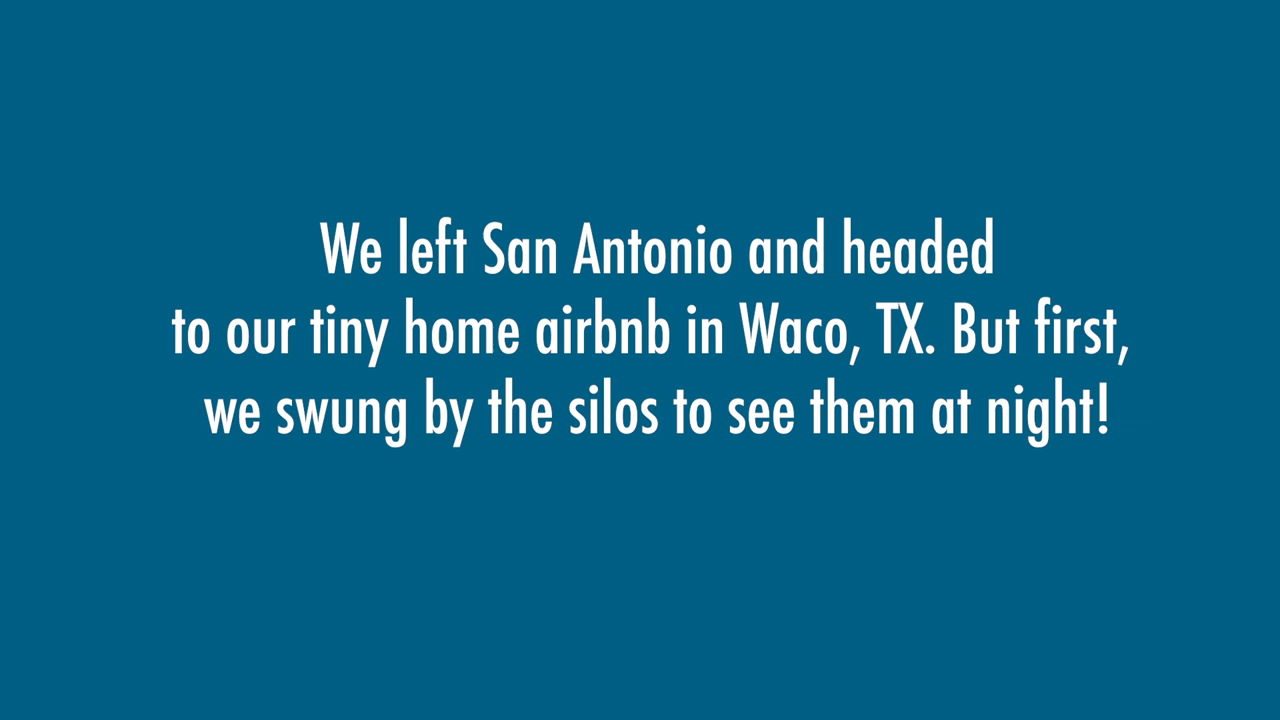 We left San Antonio and headed
to our tiny home airbnb in Waco, TX. But first,
we swung by the silos to see them at night!